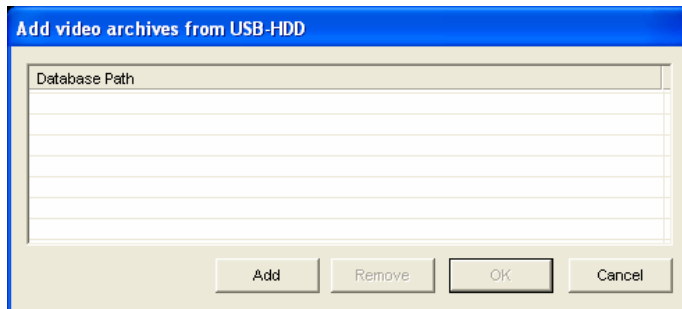 Add video archives from USB-HDD
Database Path
Add Remove OK Cancel